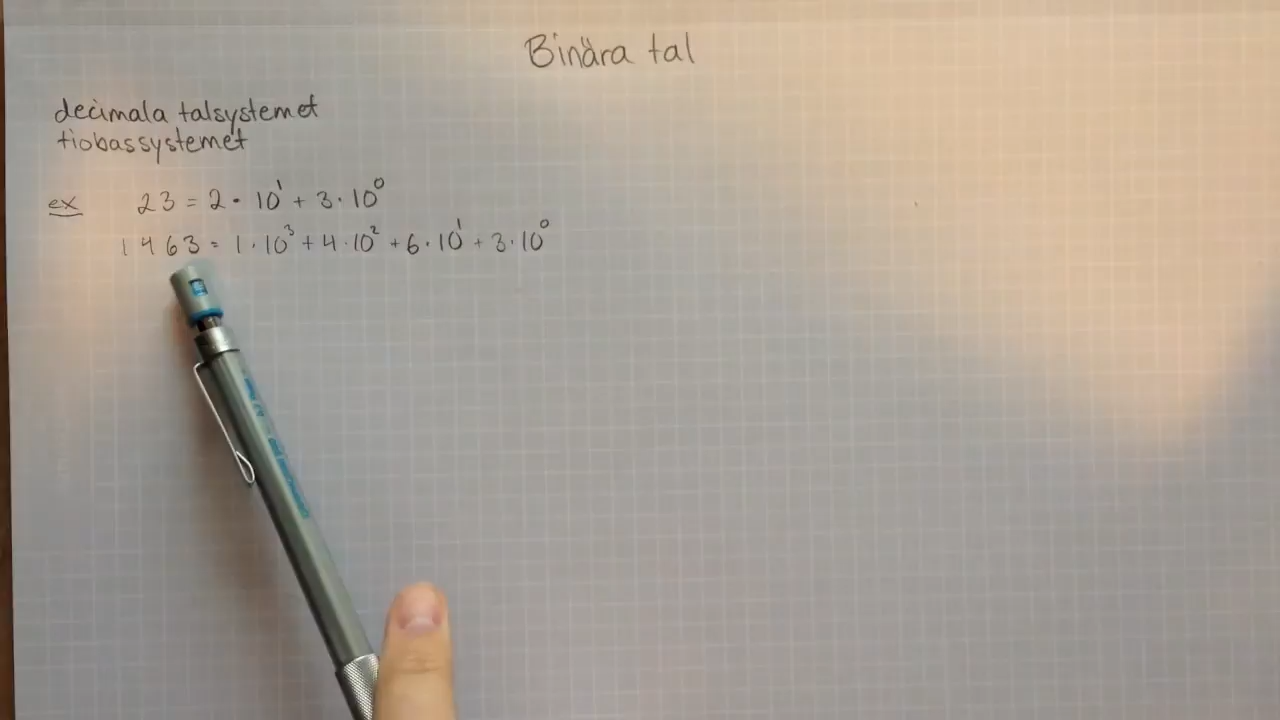 Binära tal
decimala talsystemet
tiobassystemet
ex 23 = 2 · 10¹ + 3 · 10⁰
1463 = 1 · 10³ + 4 · 10² + 6 · 10¹ + 3 · 10⁰